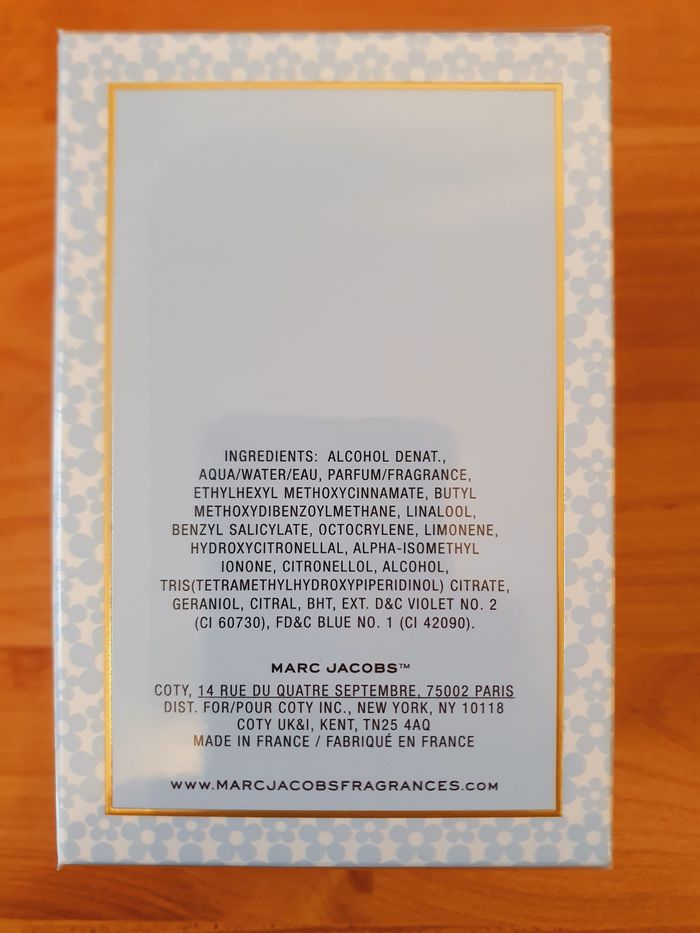 INGREDIENTS: ALCOHOL DENAT.,
AQUA/WATER/EAU, PARFUM/FRAGRANCE,
ETHYLHEXYL METHOXYCINNAMATE, BUTYL
METHOXYDIBENZOYLMETHANE, LINALOOL,
BENZYL SALICYLATE, OCTOCRYLENE, LIMONENE,
HYDROXYCITRONELLAL, ALPHA-ISOMETHYL
IONONE, CITRONELLOL, ALCOHOL,
TRIS(TETRAMETHYLHYDROXYPIPERIDINOL) CITRATE,
GERANIOL, CITRAL, BHT, EXT. D&C VIOLET NO. 2
(CI 60730), FD&C BLUE NO. 1 (CI 42090).
MARC JACOBS™
COTY, 14 RUE DU QUATRE SEPTEMBRE, 75002 PARIS
DIST. FOR/POUR COTY INC., NEW YORK, NY 10118
COTY UK&I, KENT, TN25 4AQ
MADE IN FRANCE / FABRIQUÉ EN FRANCE
WWW.MARCJACOBSFRAGRANCES.COM